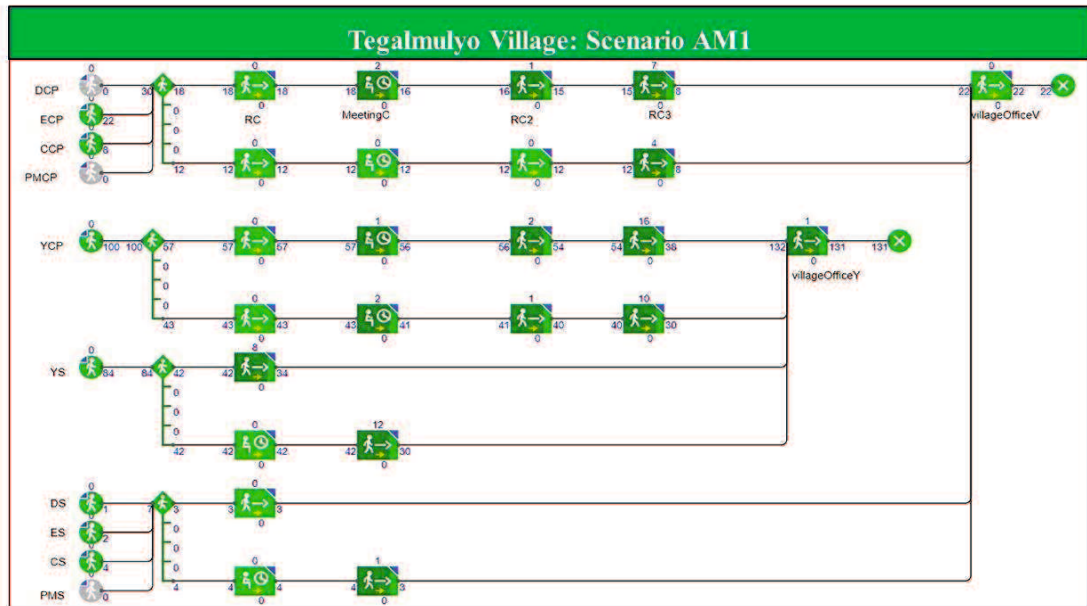 Tegalmulyo Village: Scenario AM1
0 0 2 1 7 0
DCP 0 30 18 18 18 18 16 16 15 15 8 22 22 22
0 0 0 0 0
ECP 22 RC MeetingC RC2 RC3 villageOfficeV
0
CCP 8 0
0 0 0 0 4
PMCP 0 12 12 12 12 12 12 12 12 8
0 0 0 0
0 0 1 2 16 1
YCP 100 100 57 57 57 57 56 56 54 54 38 132 131 131
0 0 0 0 0 0
0 villageOfficeY
0
0 2 1 10
43 43 43 43 41 41 40 40 30
0 0 0 0
0 8
YS 84 84 42 42 34
0 0
0
0
0 12
42 42 42 42 30
0 0
0 0
DS 1 7 3 3 3
0 0
ES 2 0
CS 4 0
0 1
PMS 0 4 4 4 4 3
0 0